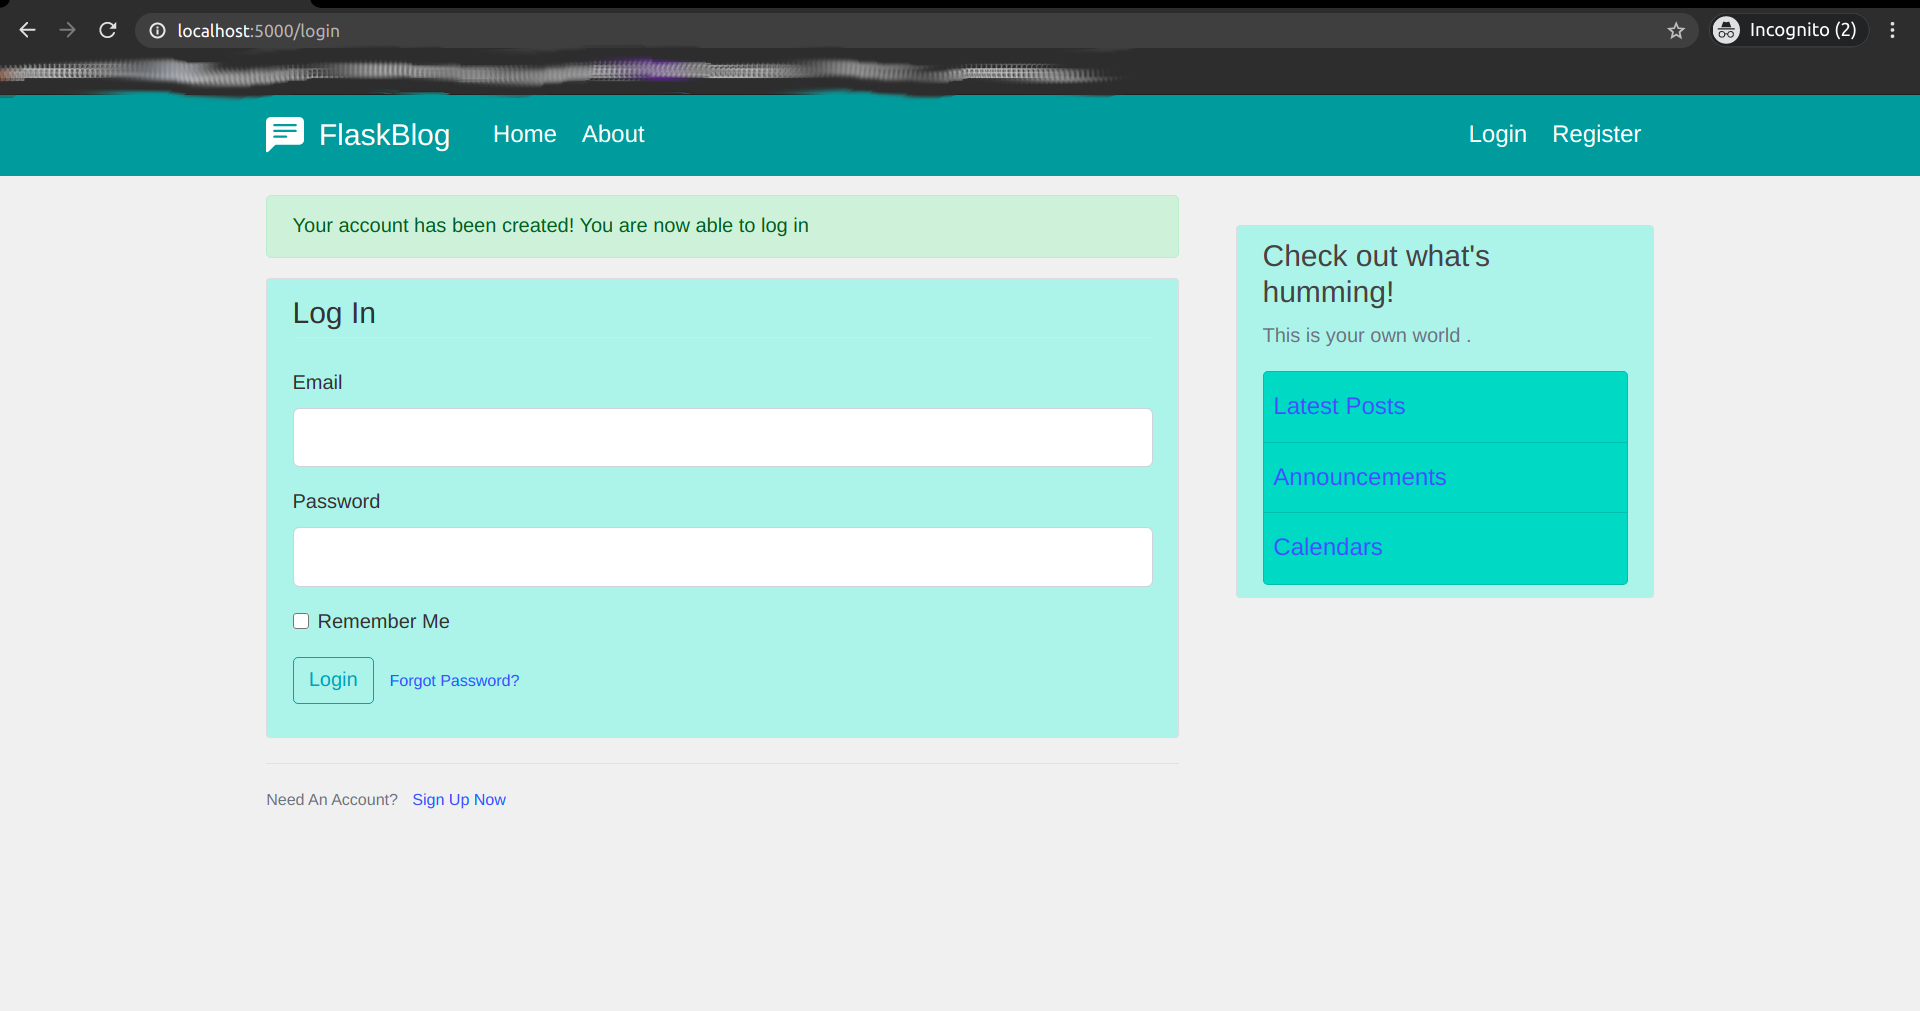 localhost:5000/login
Incognito (2)
FlaskBlog
Home
About
Login
Register
Your account has been created! You are now able to log in
Log In
Email
Password
Remember Me
Login
Forgot Password?
Need An Account?
Sign Up Now
Check out what's
humming!
This is your own world .
Latest Posts
Announcements
Calendars